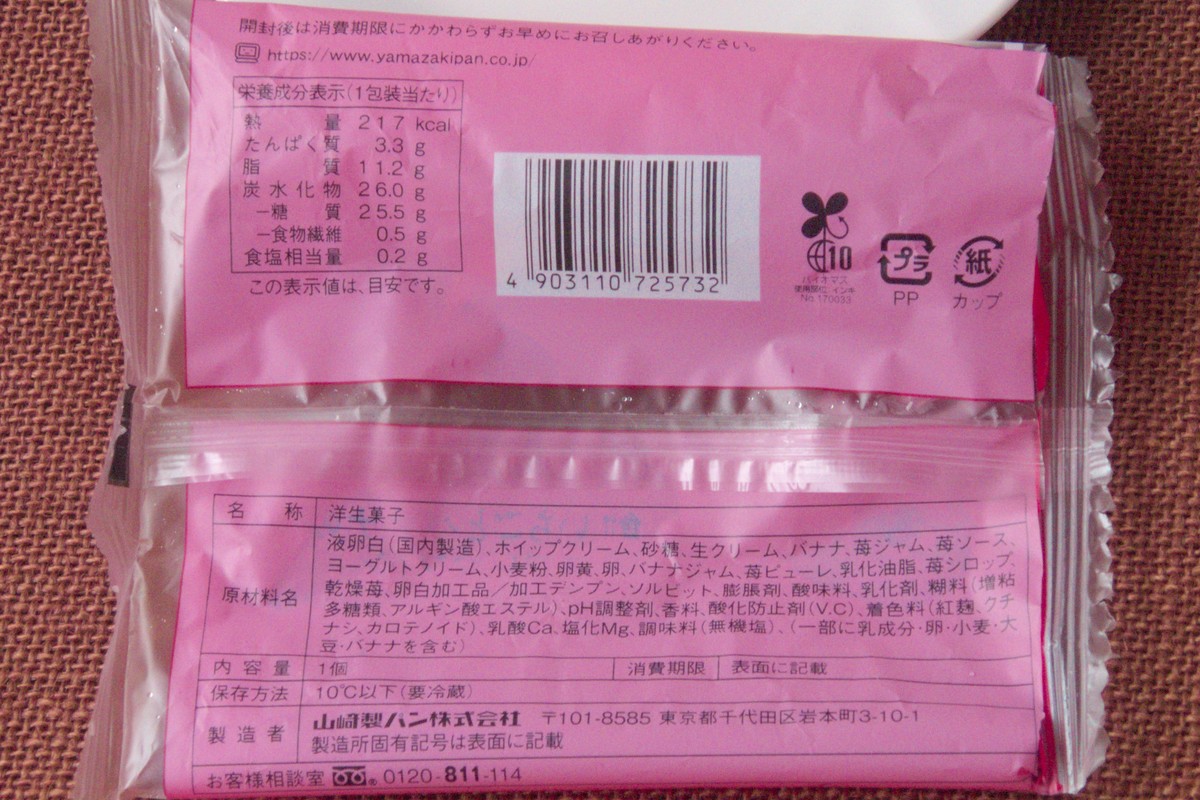 開封後は消費期限にかかわらずお早めにお召しあがりください。
https://www.yamazakipan.co.jp/
栄養成分表示(1包装当たり)
熱量 217 kcal
たんぱく質 3.3 g
脂質 11.2 g
炭水化物 26.0 g
－糖質 25.5 g
－食物繊維 0.5 g
食塩相当量 0.2 g
この表示値は、目安です。
4 903110 725732
10
バイオマス
使用部位:インキ
No.170033
プラ
PP
紙
カップ
名称 洋生菓子
原材料名 液卵白(国内製造)、ホイップクリーム、砂糖、生クリーム、バナナ、苺ジャム、苺ソース、
ヨーグルトクリーム、小麦粉、卵黄、卵、バナナジャム、苺ピューレ、乳化油脂、苺シロップ、
乾燥苺、卵白加工品／加工デンプン、ソルビット、膨脹剤、酸味料、乳化剤、糊料(増粘
多糖類、アルギン酸エステル)、pH調整剤、香料、酸化防止剤(V.C)、着色料(紅麹、クチ
ナシ、カロテノイド)、乳酸Ca、塩化Mg、調味料(無機塩)、(一部に乳成分・卵・小麦・大
豆・バナナを含む)
内容量 1個 消費期限 表面に記載
保存方法 10℃以下(要冷蔵)
製造者 山崎製パン株式会社 〒101-8585 東京都千代田区岩本町3-10-1
製造所固有記号は表面に記載
お客様相談室 0120-811-114